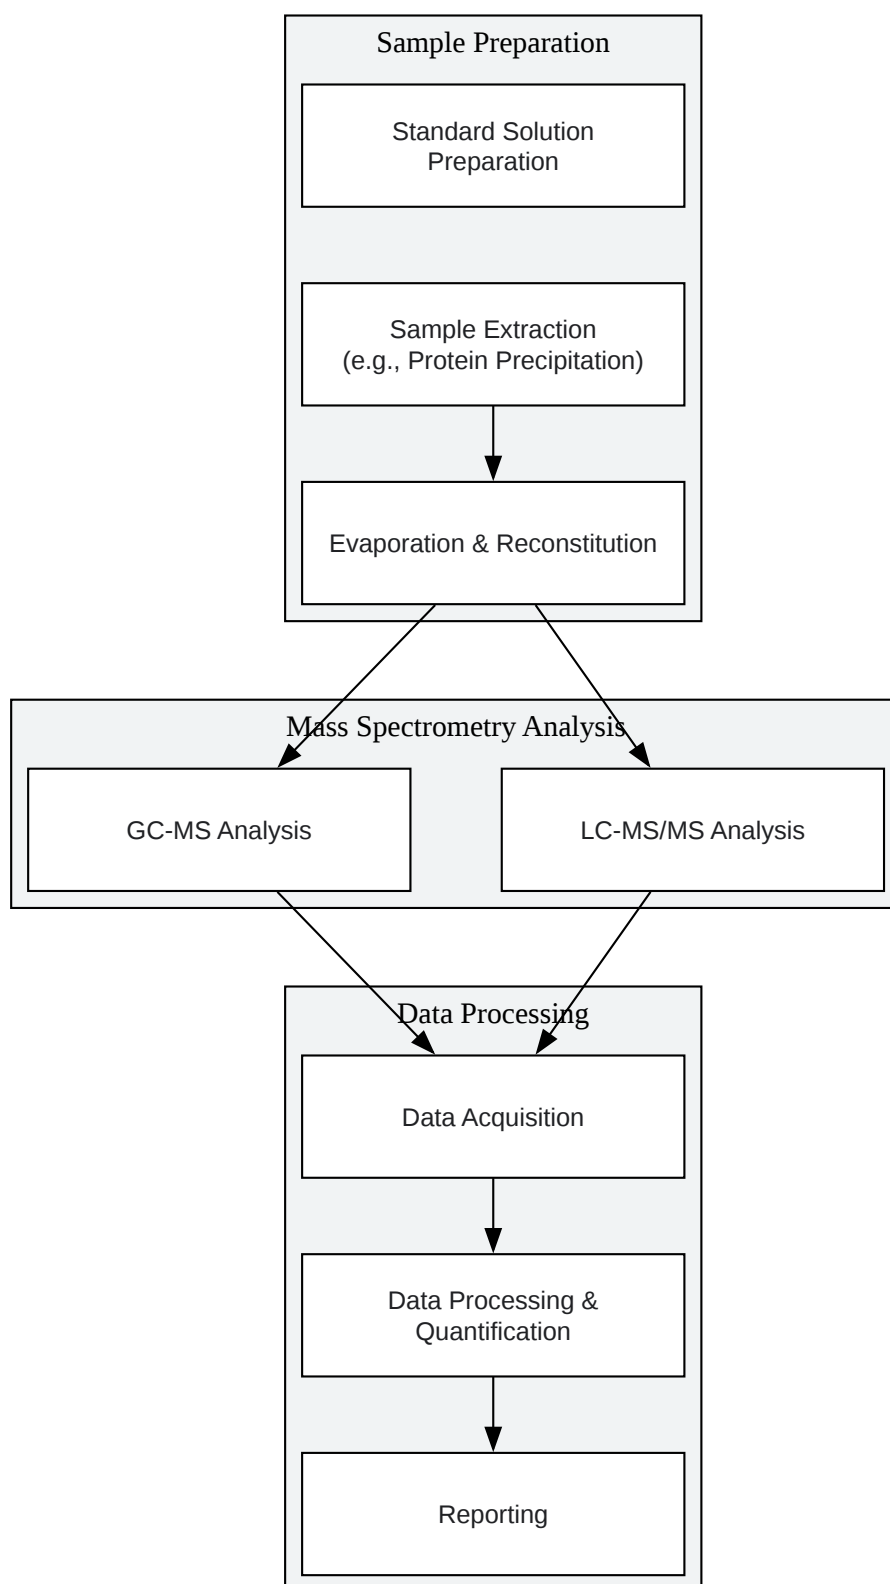 Sample Preparation
Standard Solution
Preparation
Sample Extraction
(e.g., Protein Precipitation)
Evaporation & Reconstitution
Mass Spectrometry Analysis
GC-MS Analysis
LC-MS/MS Analysis
Data Processing
Data Acquisition
Data Processing &
Quantification
Reporting